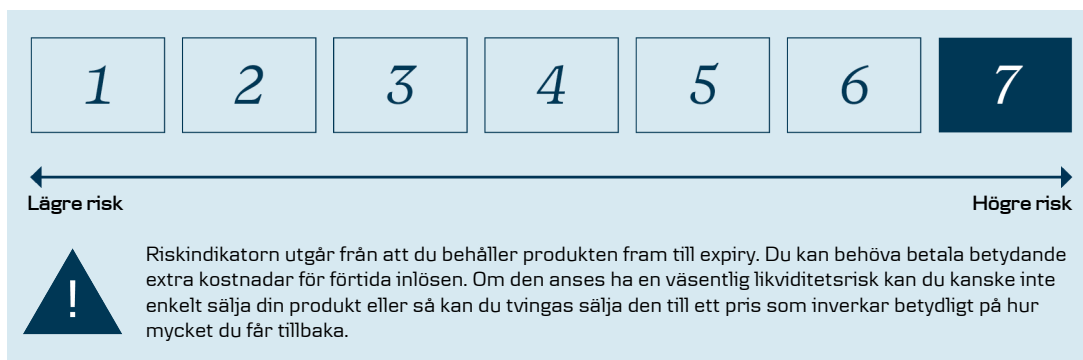 1 2 3 4 5 6 7
Lägre risk Högre risk
Riskindikatorn utgår från att du behåller produkten fram till expiry. Du kan behöva betala betydande
extra kostnadar för förtida inlösen. Om den anses ha en väsentlig likviditetsrisk kan du kanske inte
enkelt sälja din produkt eller så kan du tvingas sälja den till ett pris som inverkar betydligt på hur
mycket du får tillbaka.
!